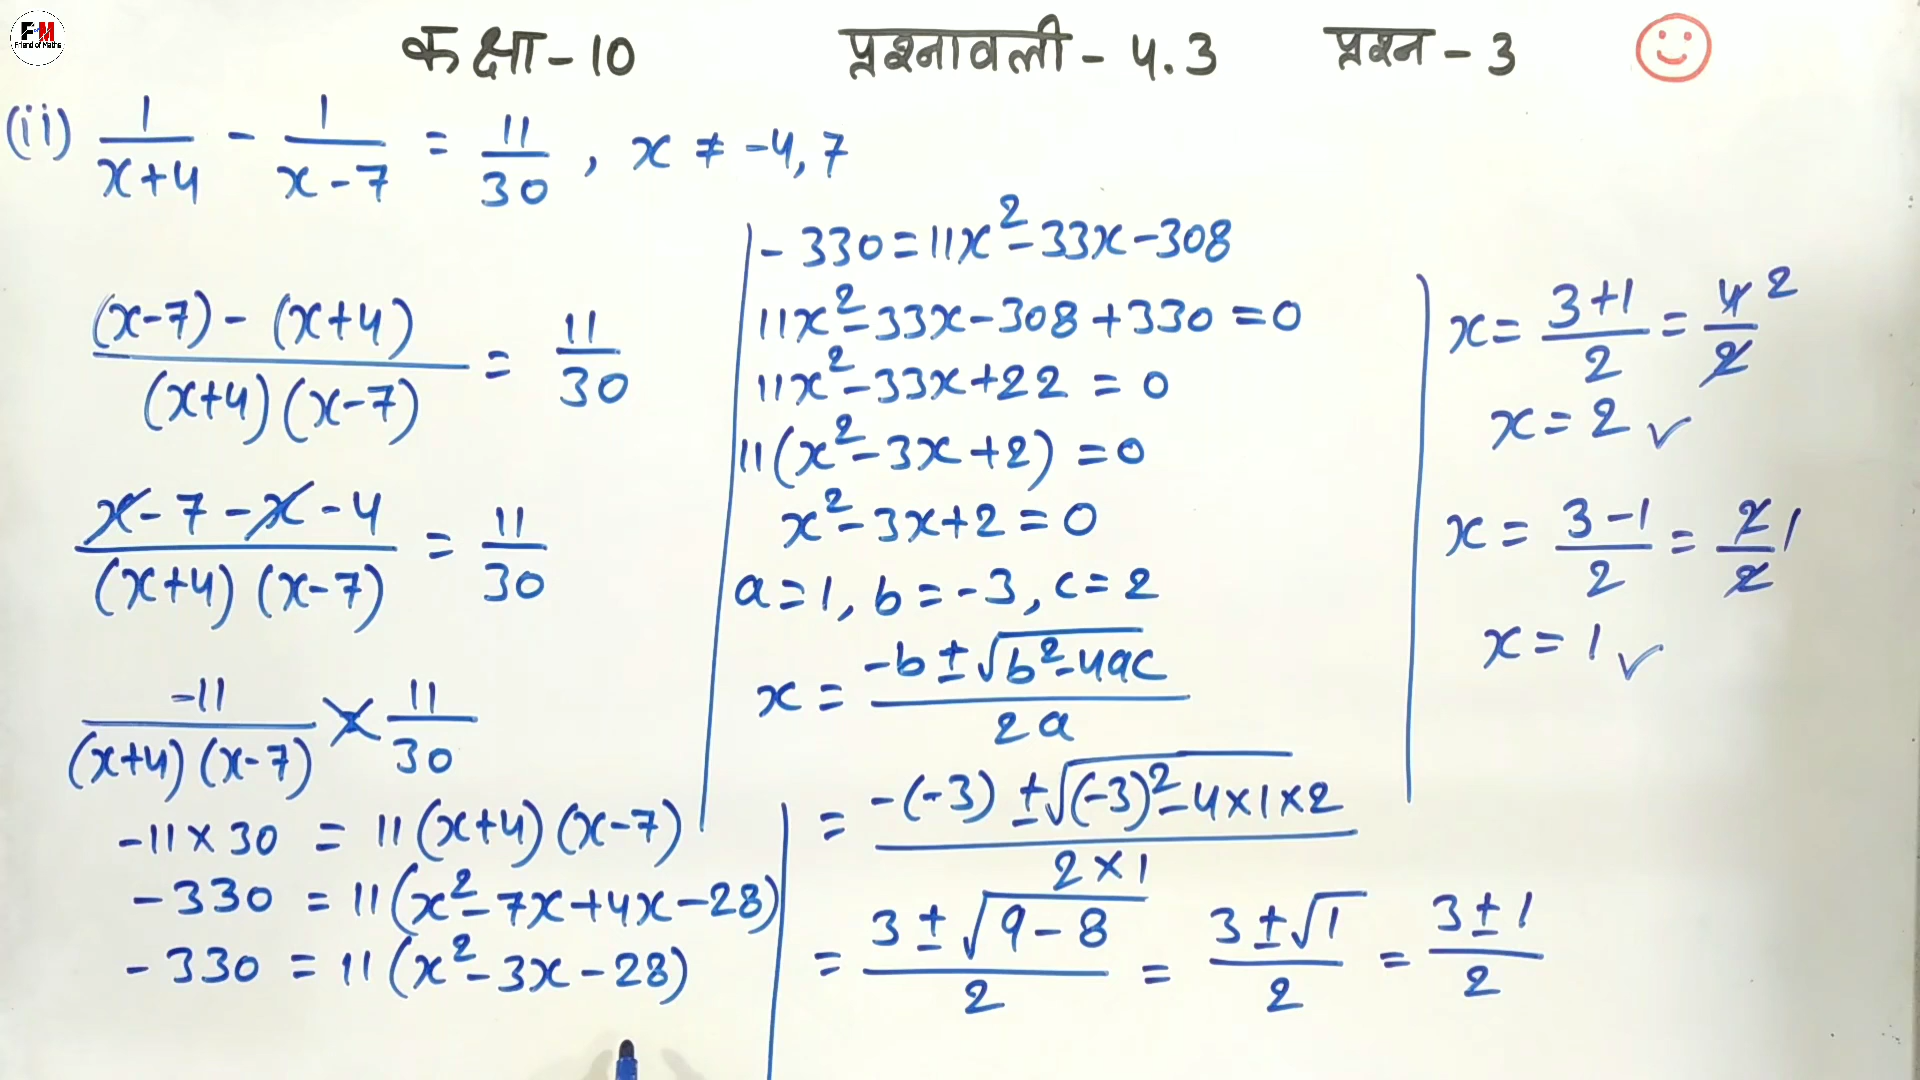 FM
Friend of Maths
कक्षा - 10 प्रश्नावली - 4.3 प्रश्न - 3
(ii) 1/(x+4) - 1/(x-7) = 11/30 , x ≠ -4, 7
((x-7) - (x+4))/((x+4)(x-7)) = 11/30
(x-7-x-4)/((x+4)(x-7)) = 11/30
-11/((x+4)(x-7)) ✕ 11/30
-11×30 = 11(x+4)(x-7)
-330 = 11(x²-7x+4x-28)
-330 = 11(x²-3x-28)
-330 = 11x²-33x-308
11x²-33x-308+330 = 0
11x²-33x+22 = 0
11(x²-3x+2) = 0
x²-3x+2 = 0
a=1, b=-3, c=2
x = (-b±√(b²-4ac))/(2a)
= (-(-3) ±√((-3)²-4×1×2))/(2×1)
= (3±√(9-8))/2 = (3±√1)/2 = (3±1)/2
x = (3+1)/2 = 4/2 2
x = 2 ✓
x = (3-1)/2 = 2/2 1
x = 1 ✓